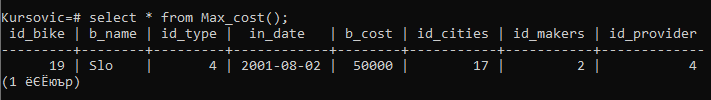 Kursovic=# select * from Max_cost();
 id_bike | b_name | id_type |  in_date   | b_cost | id_cities | id_makers | id_provider
---------+--------+---------+------------+--------+-----------+-----------+-------------
      19 | Slo    |       4 | 2001-08-02 |  50000 |        17 |         2 |           4
(1 ёЄЁюър)